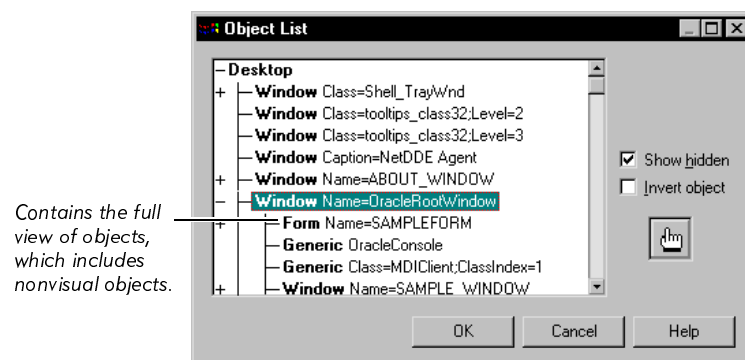 Object List
-Desktop
+ Window Class=Shell_TrayWnd
Window Class=tooltips_class32;Level=2
Window Class=tooltips_class32;Level=3
Window Caption=NetDDE Agent
+ Window Name=ABOUT_WINDOW
- Window Name=OracleRootWindow
+ Form Name=SAMPLEFORM
Generic OracleConsole
Generic Class=MDIClient;ClassIndex=1
+ Window Name=SAMPLE_WINDOW
Show hidden
Invert object
OK Cancel Help
Contains the full
view of objects,
which includes
nonvisual objects.